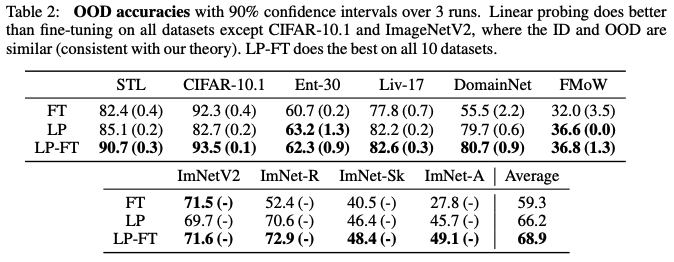 Table 2: OOD accuracies with 90% confidence intervals over 3 runs. Linear probing does better
than fine-tuning on all datasets except CIFAR-10.1 and ImageNetV2, where the ID and OOD are
similar (consistent with our theory). LP-FT does the best on all 10 datasets.
STL CIFAR-10.1 Ent-30 Liv-17 DomainNet FMoW
FT 82.4 (0.4) 92.3 (0.4) 60.7 (0.2) 77.8 (0.7) 55.5 (2.2) 32.0 (3.5)
LP 85.1 (0.2) 82.7 (0.2) 63.2 (1.3) 82.2 (0.2) 79.7 (0.6) 36.6 (0.0)
LP-FT 90.7 (0.3) 93.5 (0.1) 62.3 (0.9) 82.6 (0.3) 80.7 (0.9) 36.8 (1.3)
ImNetV2 ImNet-R ImNet-Sk ImNet-A Average
FT 71.5 (-) 52.4 (-) 40.5 (-) 27.8 (-) 59.3
LP 69.7 (-) 70.6 (-) 46.4 (-) 45.7 (-) 66.2
LP-FT 71.6 (-) 72.9 (-) 48.4 (-) 49.1 (-) 68.9